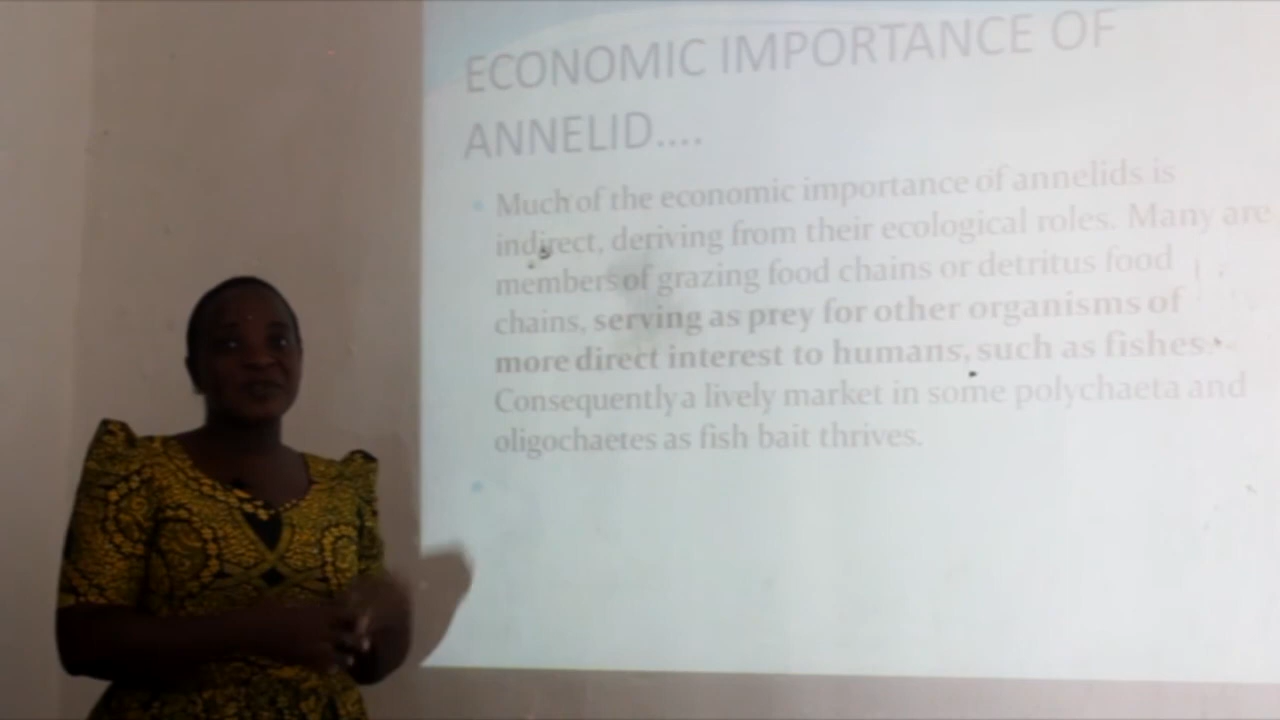 ECONOMIC IMPORTANCE OF
ANNELID....
Much of the economic importance of annelids is
indirect, deriving from their ecological roles. Many are
members of grazing food chains or detritus food
chains, serving as prey for other organisms of
more direct interest to humans, such as fishes.
Consequently a lively market in some polychaeta and
oligochaetes as fish bait thrives.